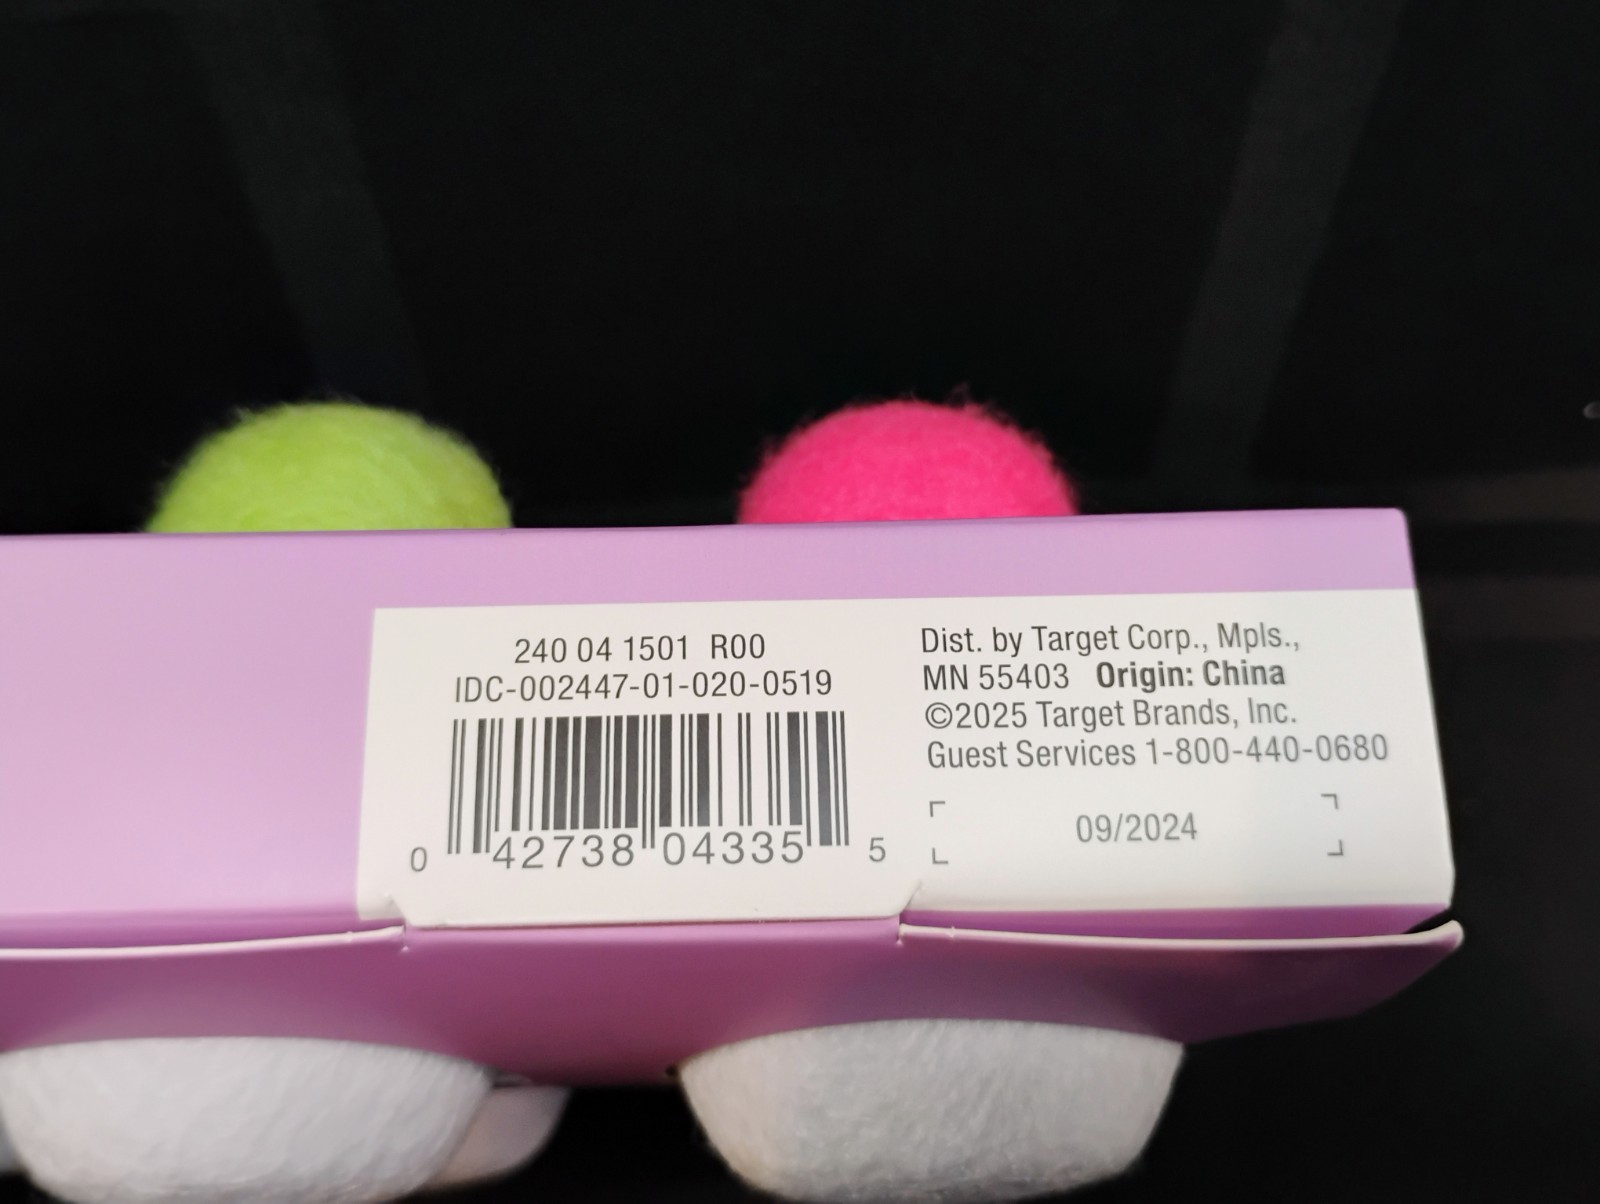 240 04 1501 R00
IDC-002447-01-020-0519
0 42738 04335 5
Dist. by Target Corp., Mpls.,
MN 55403 Origin: China
©2025 Target Brands, Inc.
Guest Services 1-800-440-0680
09/2024